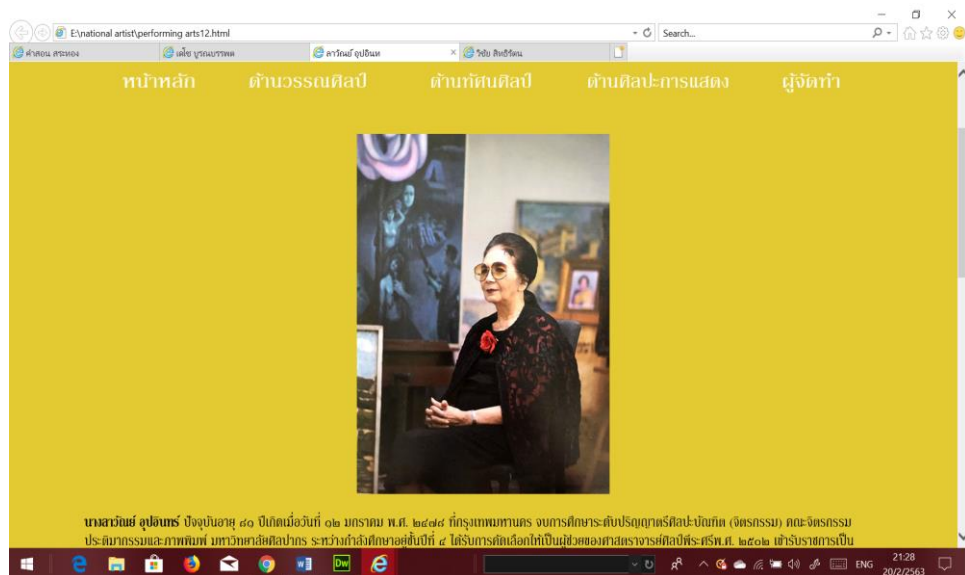 E:\national artist\performing arts12.html
Search...
คำสอน สระทอง
เดโช บูรณบรรพต
ลาวัณย์ อุปอินท
วิชัย สิทธิรัตน
หน้าหลัก ด้านวรรณศิลป์ ด้านทัศนศิลป์ ด้านศิลปะการแสดง ผู้จัดทำ
นางลาวัณย์ อุปอินทร์ ปัจจุบันอายุ ๘๑ ปีเกิดเมื่อวันที่ ๑๒ มกราคม พ.ศ. ๒๔๗๘ ที่กรุงเทพมหานคร จบการศึกษาระดับปริญญาตรีศิลปะบัณฑิต (จิตรกรรม) คณะจิตรกรรม
ประติมากรรมและภาพพิมพ์ มหาวิทยาลัยศิลปากร ระหว่างกำลังศึกษาอยู่ชั้นปีที่ ๔ ได้รับการคัดเลือกให้เป็นผู้ช่วยของศาสตราจารย์ศิลป์พีระศรีพ.ศ. ๒๕๐๒ เข้ารับราชการเป็น
ENG
21:28
20/2/2563